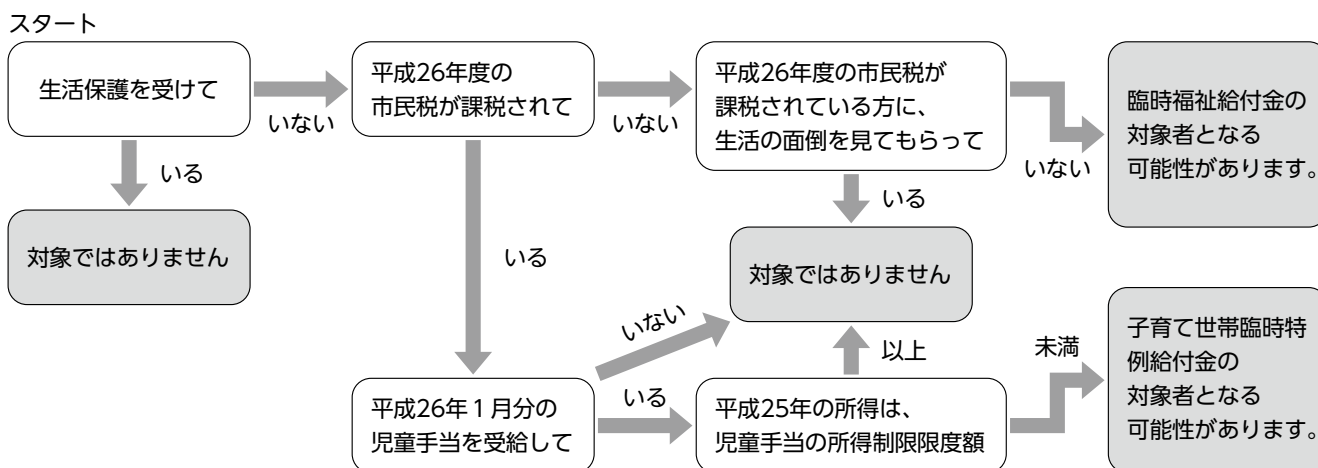 スタート
生活保護を受けて
いない
平成26年度の
市民税が課税されて
いない
平成26年度の市民税が
課税されている方に、
生活の面倒を見てもらって
いない
臨時福祉給付金の
対象者となる
可能性があります。
いる
対象ではありません
いる
いる
対象ではありません
いない
いる
以上
未満
平成26年1月分の
児童手当を受給して
平成25年の所得は、
児童手当の所得制限限度額
子育て世帯臨時特
例給付金の
対象者となる
可能性があります。